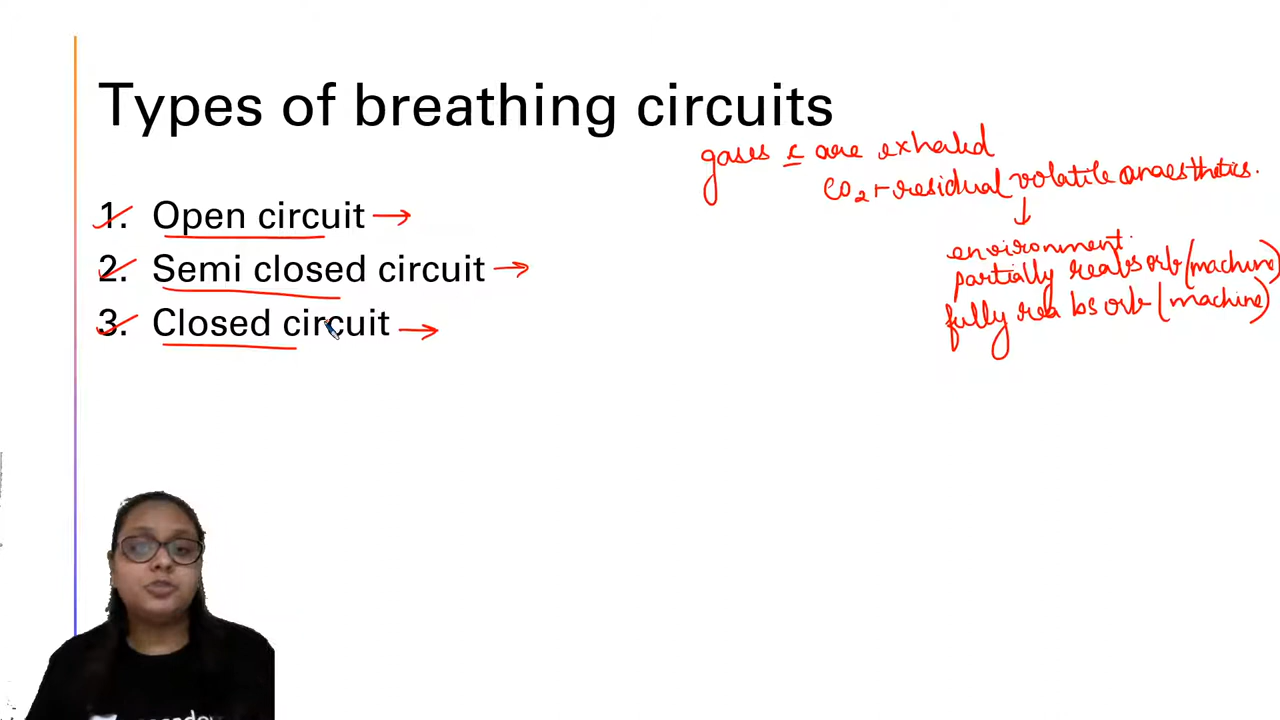 Types of breathing circuits
gases c̄ are exhaled
CO2 + residual volatile anaesthetics.
1. Open circuit →
↓
environment.
2. Semi closed circuit →
partially reabsorb (machine)
3. Closed circuit →
fully reabsorb (machine)